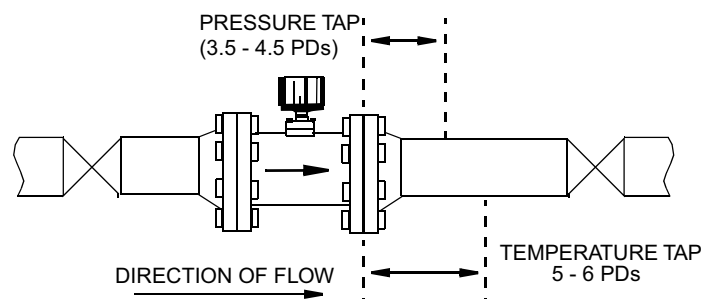 PRESSURE TAP
(3.5 - 4.5 PDs)
TEMPERATURE TAP
5 - 6 PDs
DIRECTION OF FLOW